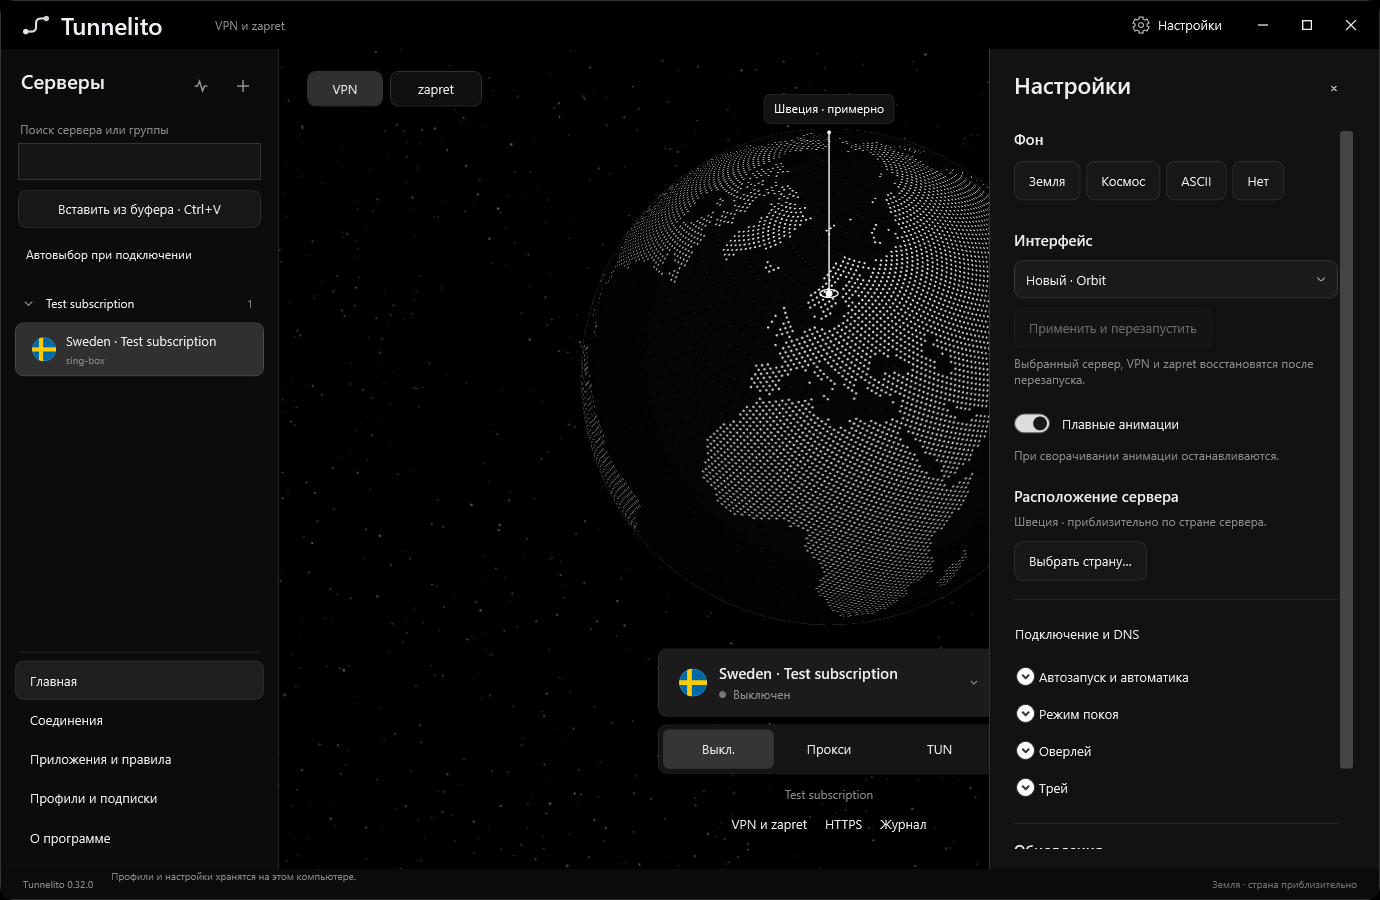 Tunnelito
VPN и zapret
Настройки
Серверы
Поиск сервера или группы
Вставить из буфера · Ctrl+V
Автовыбор при подключении
Test subscription 1
Sweden · Test subscription
sing-box
Главная
Соединения
Приложения и правила
Профили и подписки
О программе
VPN
zapret
Швеция · примерно
Sweden · Test subscription
Выключен
Выкл.
Прокси
TUN
Test subscription
VPN и zapret HTTPS Журнал
Настройки
Фон
Земля
Космос
ASCII
Нет
Интерфейс
Новый · Orbit
Применить и перезапустить
Выбранный сервер, VPN и zapret восстановятся после
перезапуска.
Плавные анимации
При сворачивании анимации останавливаются.
Расположение сервера
Швеция · приблизительно по стране сервера.
Выбрать страну...
Подключение и DNS
Автозапуск и автоматика
Режим покоя
Оверлей
Трей
Tunnelito 0.32.0
Профили и настройки хранятся на этом компьютере.
Земля · страна приблизительно